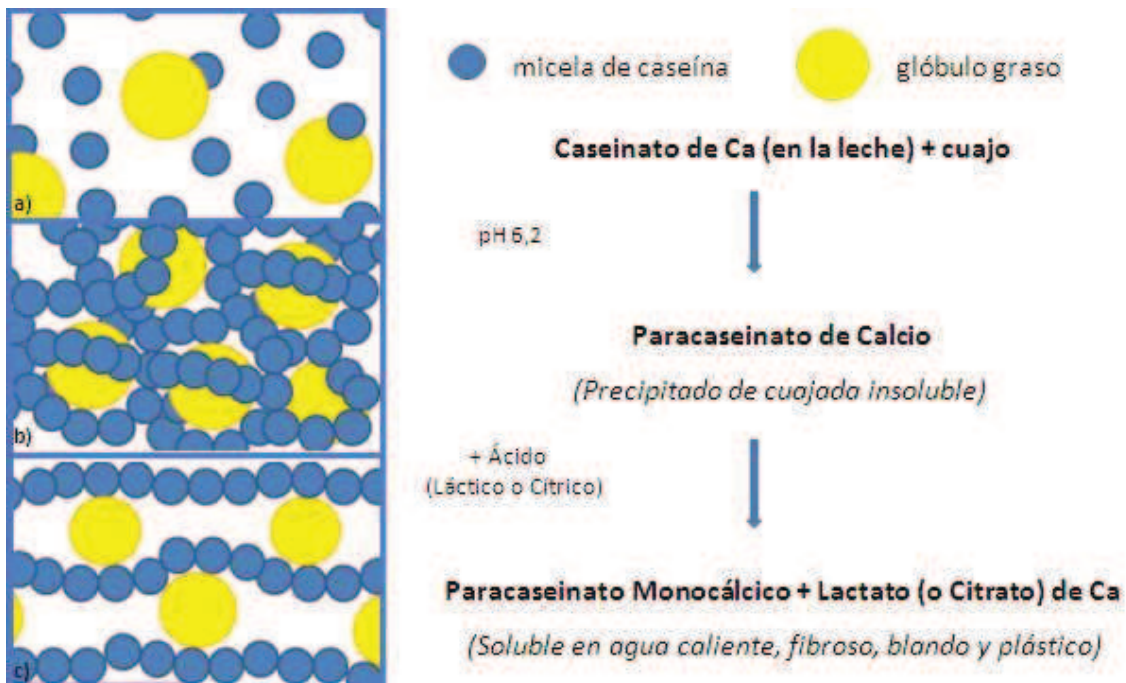 micela de caseína
glóbulo graso
Caseinato de Ca (en la leche) + cuajo
a)
pH 6,2
Paracaseinato de Calcio
(Precipitado de cuajada insoluble)
b)
+ Ácido
(Láctico o Cítrico)
Paracaseinato Monocálcico + Lactato (o Citrato) de Ca
(Soluble en agua caliente, fibroso, blando y plástico)
c)